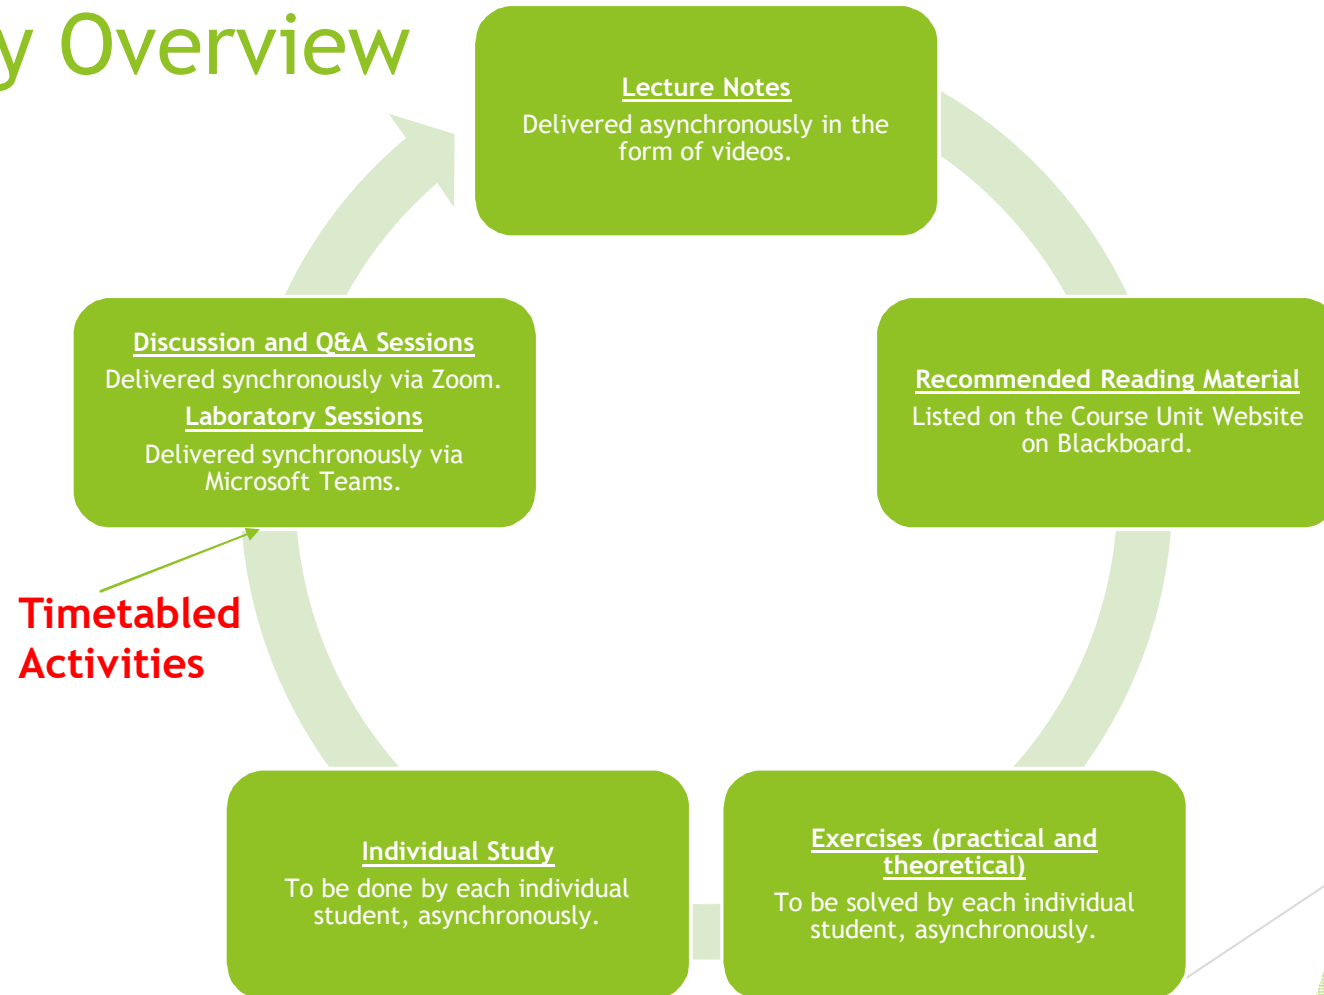 y Overview
Lecture Notes
Delivered asynchronously in the
form of videos.
Recommended Reading Material
Listed on the Course Unit Website
on Blackboard.
Exercises (practical and
theoretical)
To be solved by each individual
student, asynchronously.
Individual Study
To be done by each individual
student, asynchronously.
Discussion and Q&A Sessions
Delivered synchronously via Zoom.
Laboratory Sessions
Delivered synchronously via
Microsoft Teams.
Timetabled
Activities